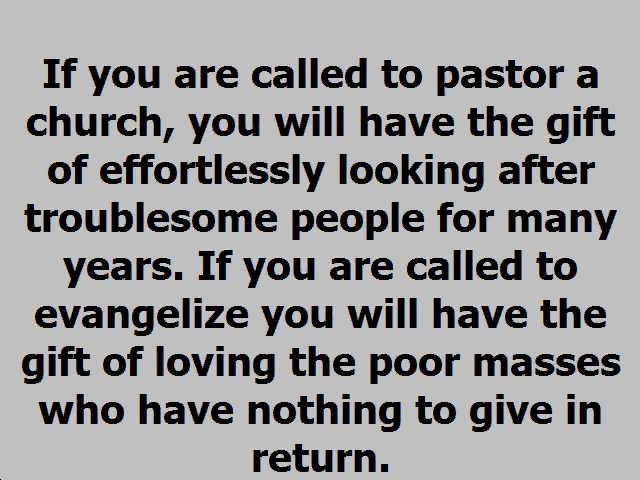 If you are called to pastor a
church, you will have the gift
of effortlessly looking after
troublesome people for many
years. If you are called to
evangelize you will have the
gift of loving the poor masses
who have nothing to give in
return.